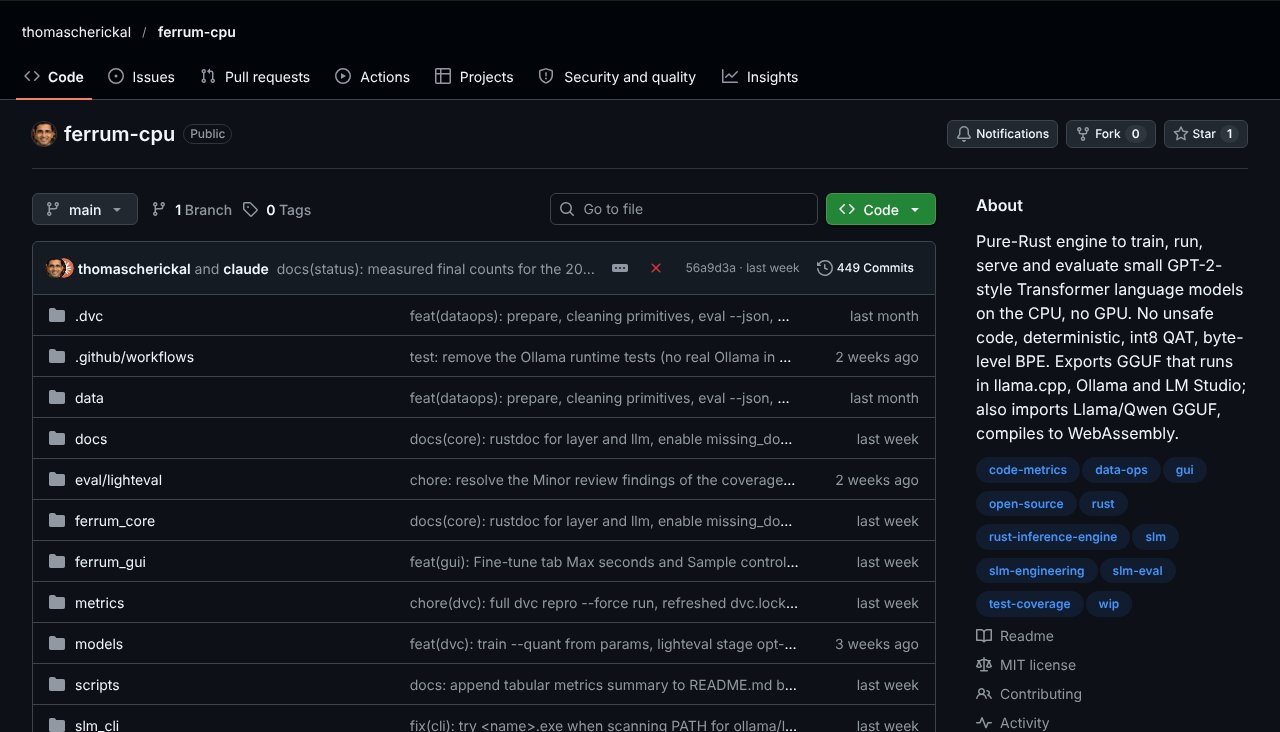 thomascherickal / ferrum-cpu
Code Issues Pull requests Actions Projects Security and quality Insights
ferrum-cpu Public
Notifications Fork 0 Star 1
main 1 Branch 0 Tags Go to file Code
thomascherickal and claude docs(status): measured final counts for the 20... 56a9d3a · last week 449 Commits
.dvc feat(dataops): prepare, cleaning primitives, eval --json, ... last month
.github/workflows test: remove the Ollama runtime tests (no real Ollama in ... 2 weeks ago
data feat(dataops): prepare, cleaning primitives, eval --json, ... last month
docs docs(core): rustdoc for layer and llm, enable missing_do... last week
eval/lighteval chore: resolve the Minor review findings of the coverage... 2 weeks ago
ferrum_core docs(core): rustdoc for layer and llm, enable missing_do... last week
ferrum_gui feat(gui): Fine-tune tab Max seconds and Sample control... last week
metrics chore(dvc): full dvc repro --force run, refreshed dvc.lock... last week
models feat(dvc): train --quant from params, lighteval stage opt-... 3 weeks ago
scripts docs: append tabular metrics summary to README.md b... last week
slm_cli fix(cli): try <name>.exe when scanning PATH for ollama/l... last week
About
Pure-Rust engine to train, run,
serve and evaluate small GPT-2-
style Transformer language models
on the CPU, no GPU. No unsafe
code, deterministic, int8 QAT, byte-
level BPE. Exports GGUF that runs
in llama.cpp, Ollama and LM Studio;
also imports Llama/Qwen GGUF,
compiles to WebAssembly.
code-metrics data-ops gui
open-source rust
rust-inference-engine slm
slm-engineering slm-eval
test-coverage wip
Readme
MIT license
Contributing
Activity